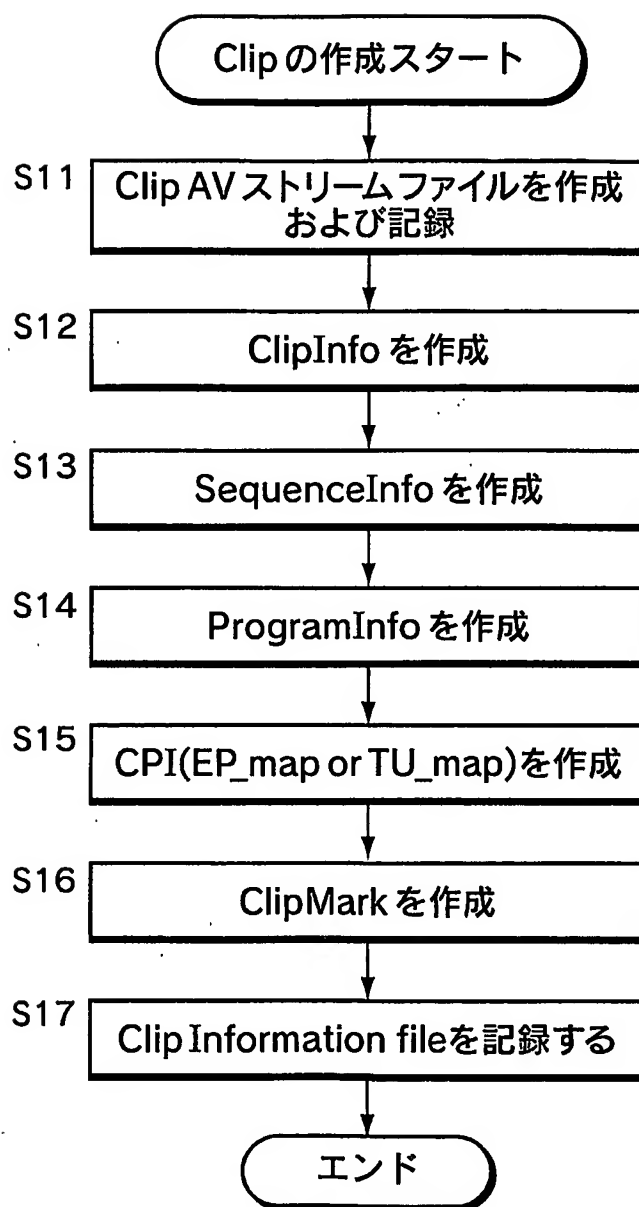 Clipの作成スタート
S11
Clip AVストリームファイルを作成
および記録
S12
ClipInfoを作成
S13
SequenceInfoを作成
S14
ProgramInfoを作成
S15
CPI(EP_map or TU_map)を作成
S16
ClipMarkを作成
S17
Clip Information fileを記録する
エンド